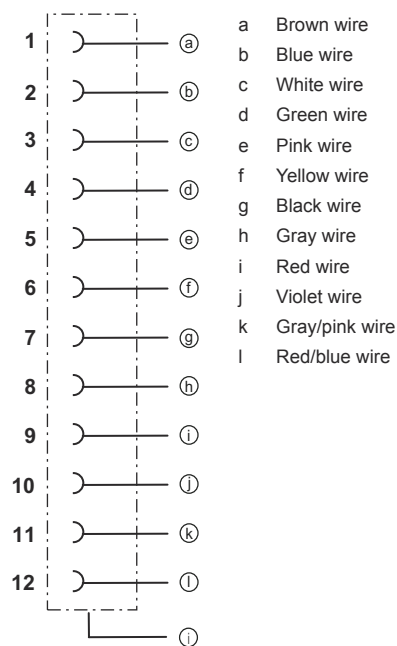 1 a
2 b
3 c
4 d
5 e
6 f
7 g
8 h
9 i
10 j
11 k
12 l
i
a Brown wire
b Blue wire
c White wire
d Green wire
e Pink wire
f Yellow wire
g Black wire
h Gray wire
i Red wire
j Violet wire
k Gray/pink wire
l Red/blue wire